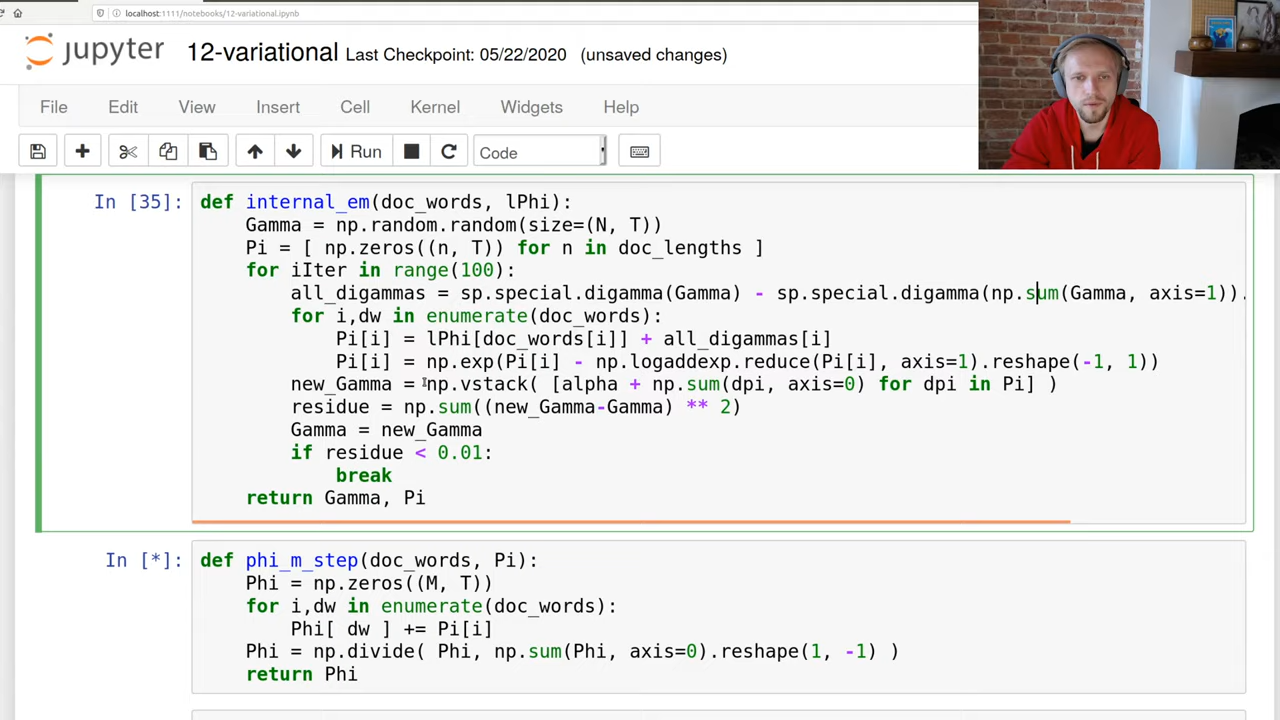 localhost:1111/notebooks/12-variational.ipynb
jupyter 12-variational Last Checkpoint: 05/22/2020 (unsaved changes)
File Edit View Insert Cell Kernel Widgets Help
Run Code
In [35]: def internal_em(doc_words, lPhi):
Gamma = np.random.random(size=(N, T))
Pi = [ np.zeros((n, T)) for n in doc_lengths ]
for iIter in range(100):
all_digammas = sp.special.digamma(Gamma) - sp.special.digamma(np.sum(Gamma, axis=1)).
for i,dw in enumerate(doc_words):
Pi[i] = lPhi[doc_words[i]] + all_digammas[i]
Pi[i] = np.exp(Pi[i] - np.logaddexp.reduce(Pi[i], axis=1).reshape(-1, 1))
new_Gamma = np.vstack( [alpha + np.sum(dpi, axis=0) for dpi in Pi] )
residue = np.sum((new_Gamma-Gamma) ** 2)
Gamma = new_Gamma
if residue < 0.01:
break
return Gamma, Pi
In [*]: def phi_m_step(doc_words, Pi):
Phi = np.zeros((M, T))
for i,dw in enumerate(doc_words):
Phi[ dw ] += Pi[i]
Phi = np.divide( Phi, np.sum(Phi, axis=0).reshape(1, -1) )
return Phi